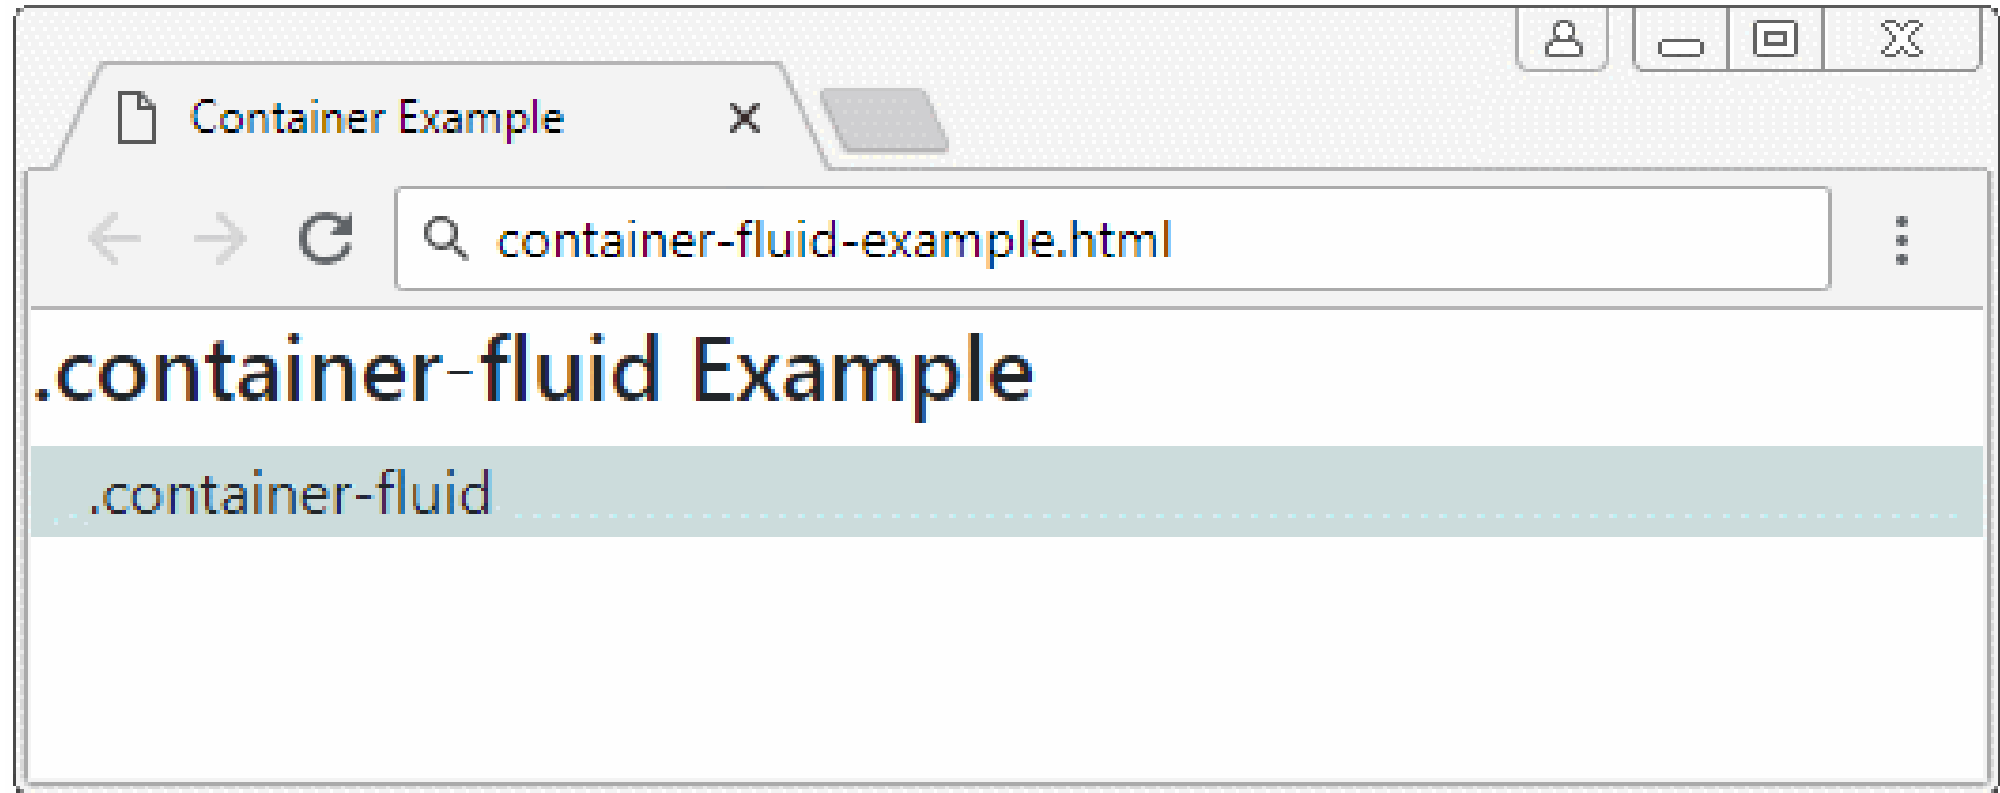 Container Example
container-fluid-example.html
.container-fluid Example
.container-fluid